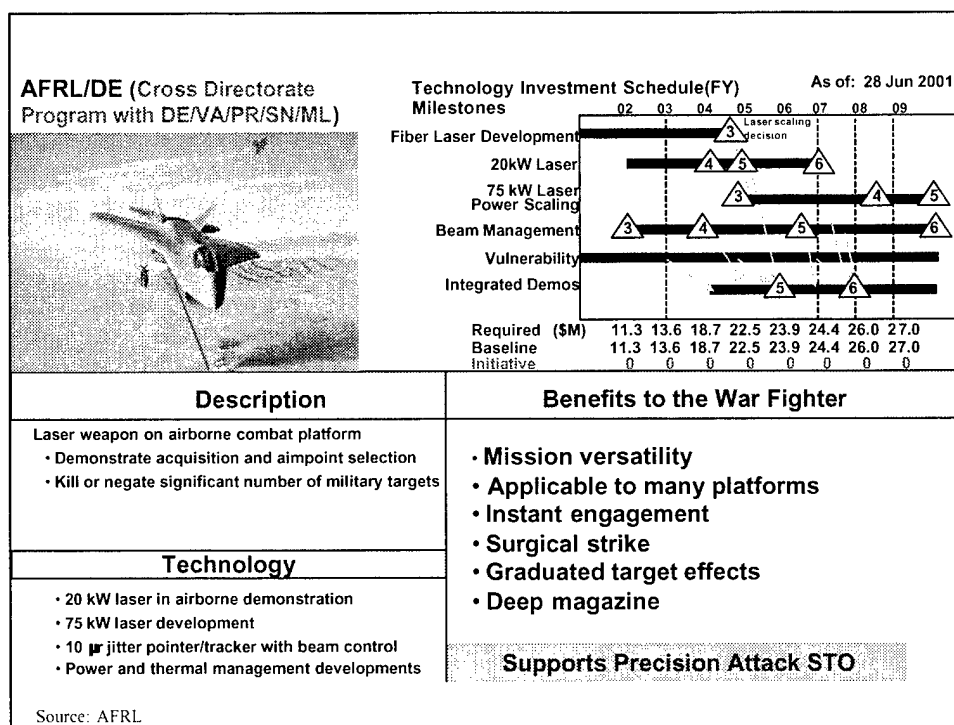 AFRL/DE (Cross Directorate
Program with DE/VA/PR/SN/ML)
Technology Investment Schedule(FY)
As of: 28 Jun 2001
Milestones 02 03 04 05 06 07 08 09
Fiber Laser Development 3 Laser scaling
decision
20kW Laser 4 5 6
75 kW Laser
Power Scaling 3 4 5
Beam Management 3 4 5 6
Vulnerability
Integrated Demos 5 6
Required ($M) 11.3 13.6 18.7 22.5 23.9 24.4 26.0 27.0
Baseline 11.3 13.6 18.7 22.5 23.9 24.4 26.0 27.0
Initiative 0 0 0 0 0 0 0 0
Description
Laser weapon on airborne combat platform
• Demonstrate acquisition and aimpoint selection
• Kill or negate significant number of military targets
Technology
• 20 kW laser in airborne demonstration
• 75 kW laser development
• 10 μr jitter pointer/tracker with beam control
• Power and thermal management developments
Benefits to the War Fighter
• Mission versatility
• Applicable to many platforms
• Instant engagement
• Surgical strike
• Graduated target effects
• Deep magazine
Supports Precision Attack STO
Source: AFRL